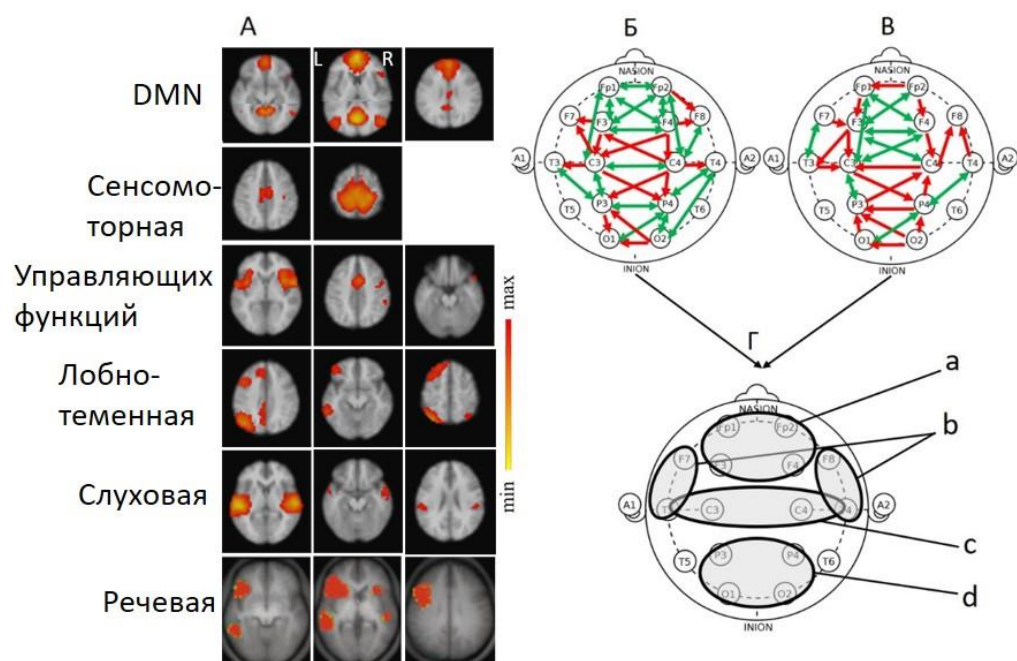 А
L R
DMN
Сенсомо-
торная
Управляющих
функций
Лобно-
теменная
Слуховая
Речевая
max
min
Б
NASION
Fp1 Fp2
F7 F3 F4 F8
A1 T3 C3 C4 T4 A2
T5 P3 P4 T6
O1 O2
INION
В
NASION
Fp1 Fp2
F7 F3 F4 F8
A1 T3 C3 C4 T4 A2
T5 P3 P4 T6
O1 O2
INION
Г
a
b
c
d
NASION
Fp1 Fp2
F7 F4 F8
A1 C3 C4 A2
T5 P3 P4 T6
O1 O2
INION